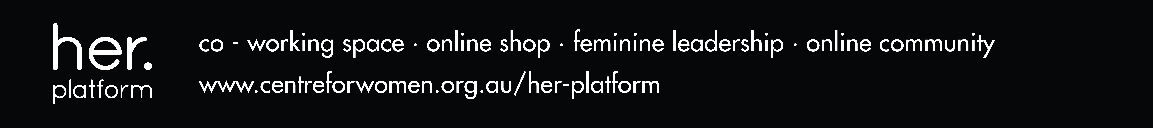 her.
platform
co - working space · online shop · feminine leadership · online community
www.centreforwomen.org.au/her-platform